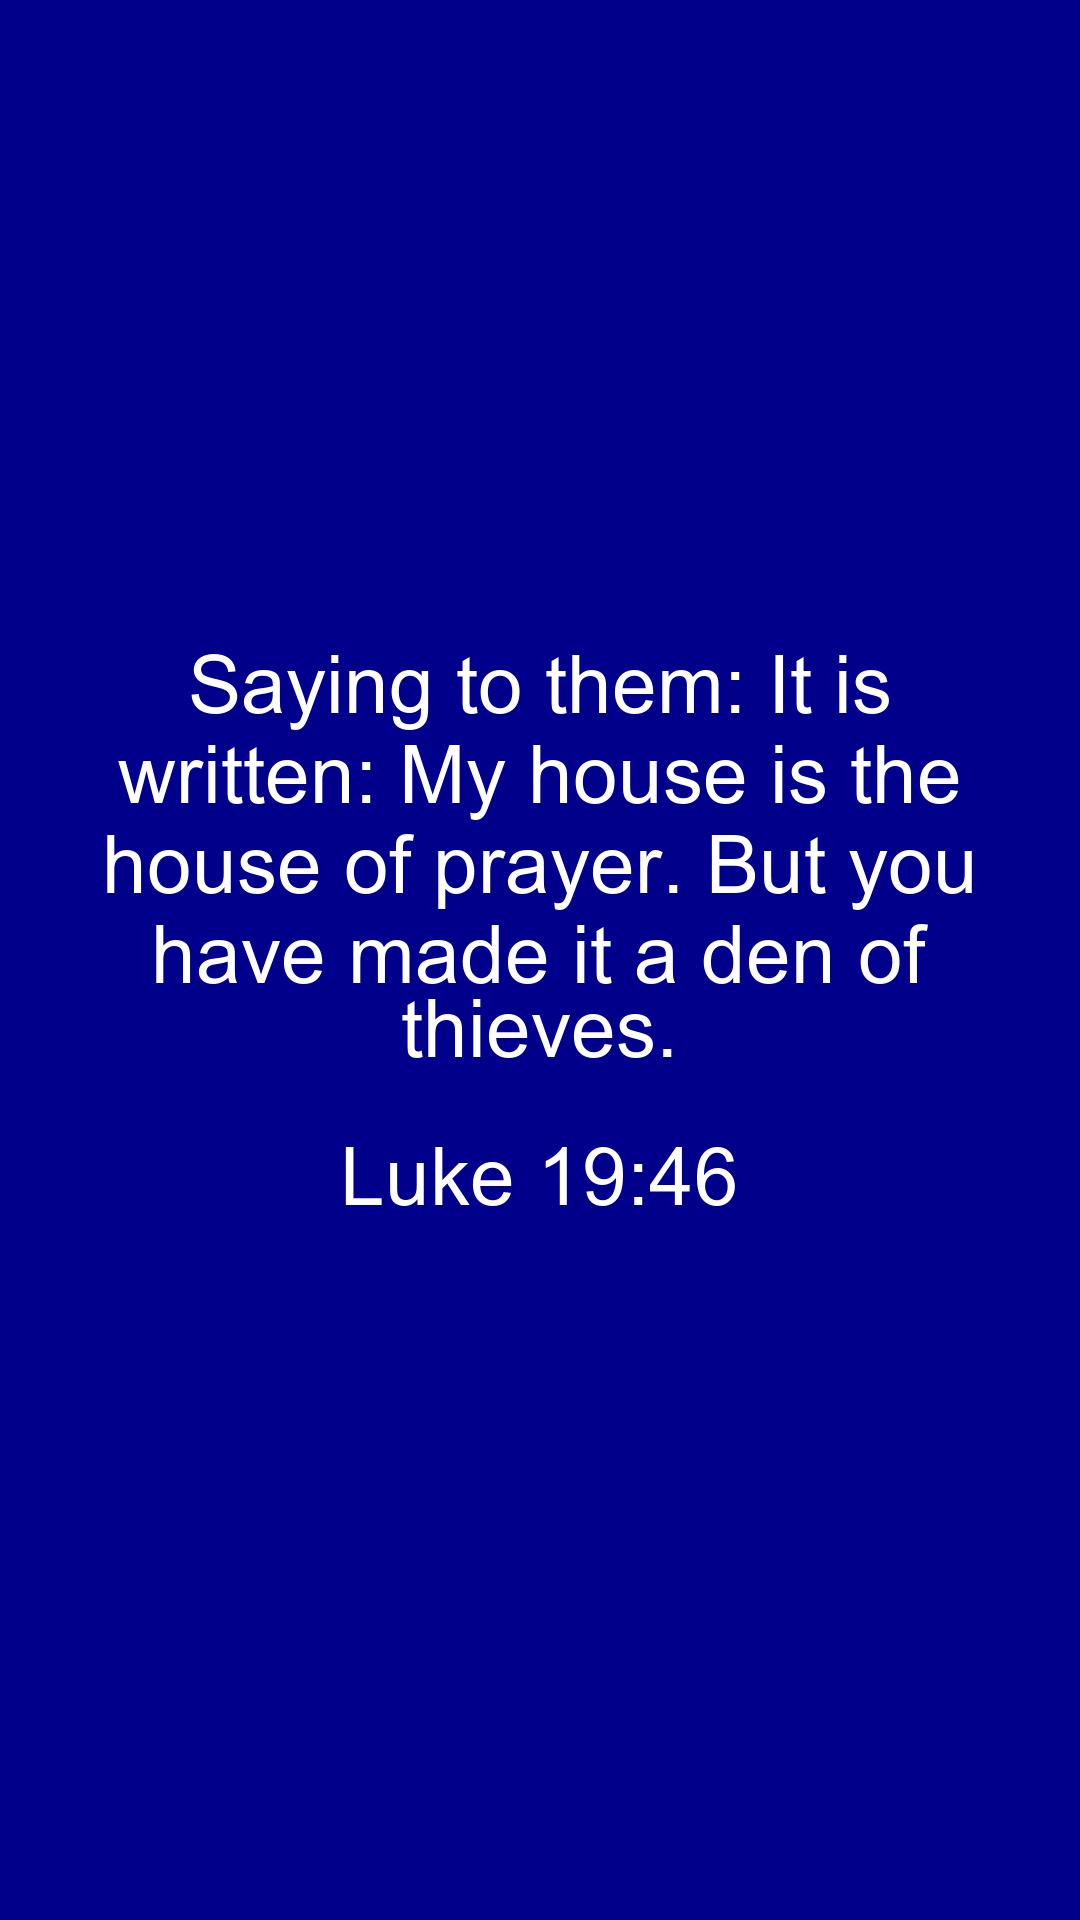 Saying to them: It is
written: My house is the
house of prayer. But you
have made it a den of
thieves.
Luke 19:46